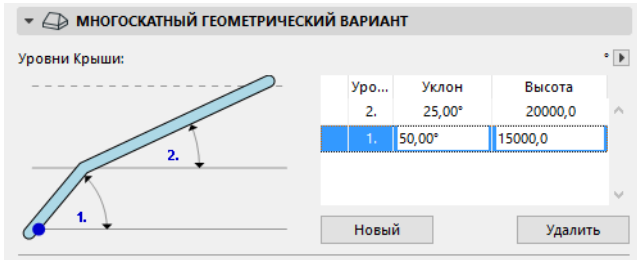 МНОГОСКАТНЫЙ ГЕОМЕТРИЧЕСКИЙ ВАРИАНТ
Уровни Крыши:
°
Уро... Уклон Высота
2. 25,00° 20000,0
1. 50,00° 15000,0
2.
1.
Новый Удалить